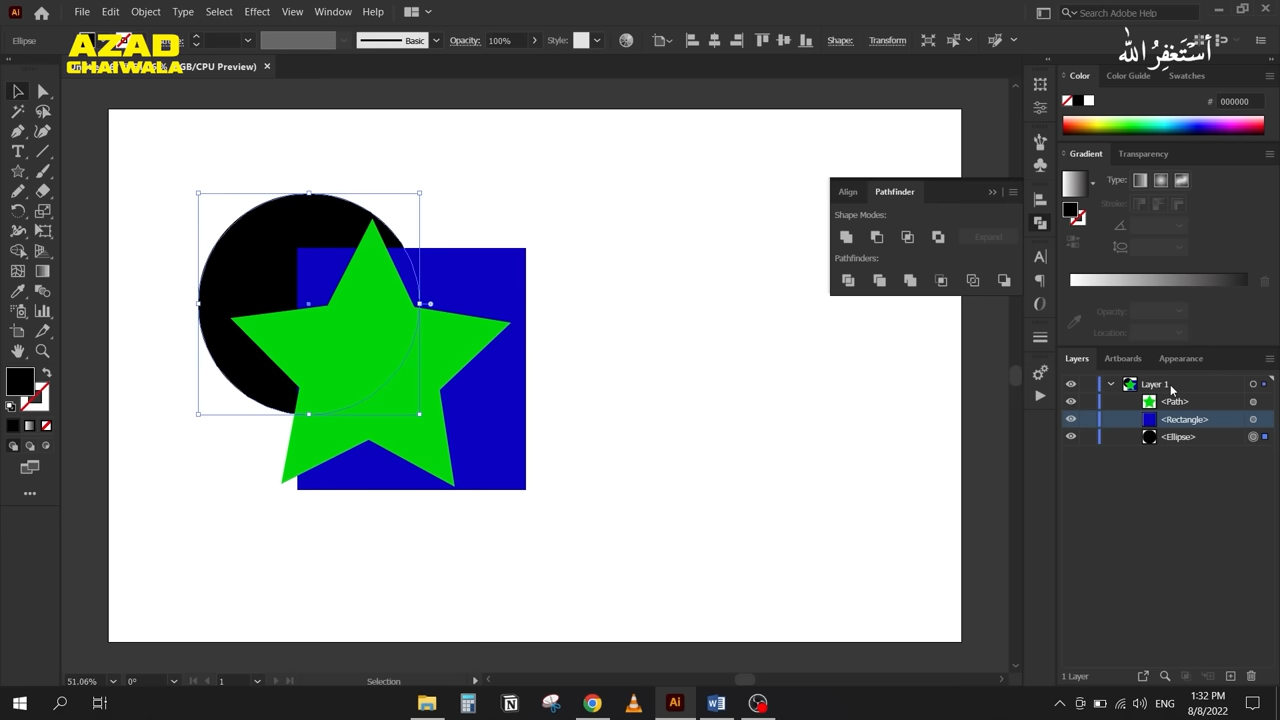 Ai File Edit Object Type Select Effect View Window Help Search Adobe Help
Ellipse Basic Opacity: 100% Shape: Transform
AZAD
CHAIWALA
أستغفر الله
GB/CPU Preview) ×
Color Color Guide Swatches
# 000000
Gradient Transparency
Type:
Stroke:
Opacity:
Location:
Align Pathfinder
Shape Modes:
Expand
Pathfinders:
Layers Artboards Appearance
Layer 1
<Path>
<Rectangle>
<Ellipse>
1 Layer
51.06% 0° 1 Selection
ENG
1:32 PM
8/8/2022